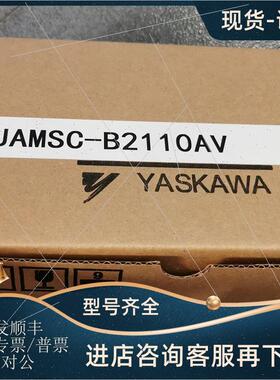 现货-
JAMSC-B2110AV
YASKAWA
发顺丰
专票/普票
对公
型号齐全
进店咨询客服再下